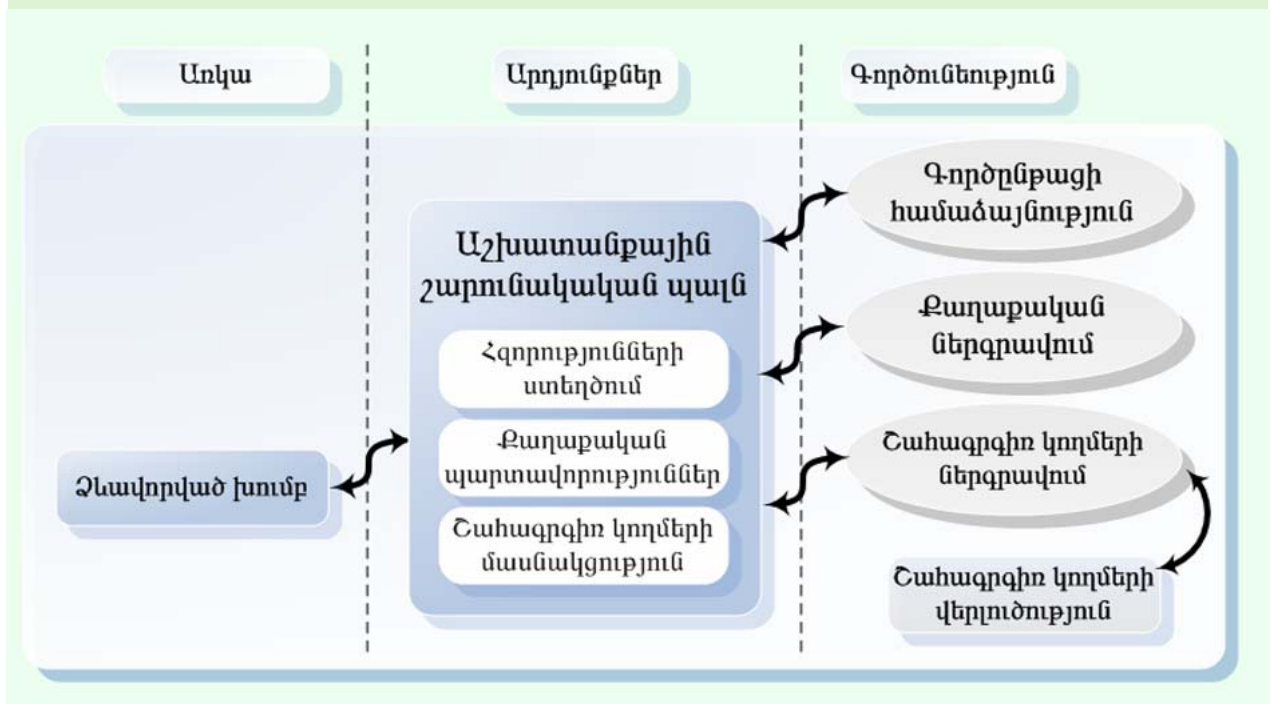 Առկա
Արդյունքներ
Գործունեություն
Ձևավորված խումբ
Աշխատանքային
շարունակական պալն
Հզորությունների
ստեղծում
Քաղաքական
պարտավորություններ
Շահագրգիռ կողմերի
մասնակցություն
Գործընթացի
համաձայնություն
Քաղաքական
ներգրավում
Շահագրգիռ կողմերի
ներգրավում
Շահագրգիռ կողմերի
վերլուծություն